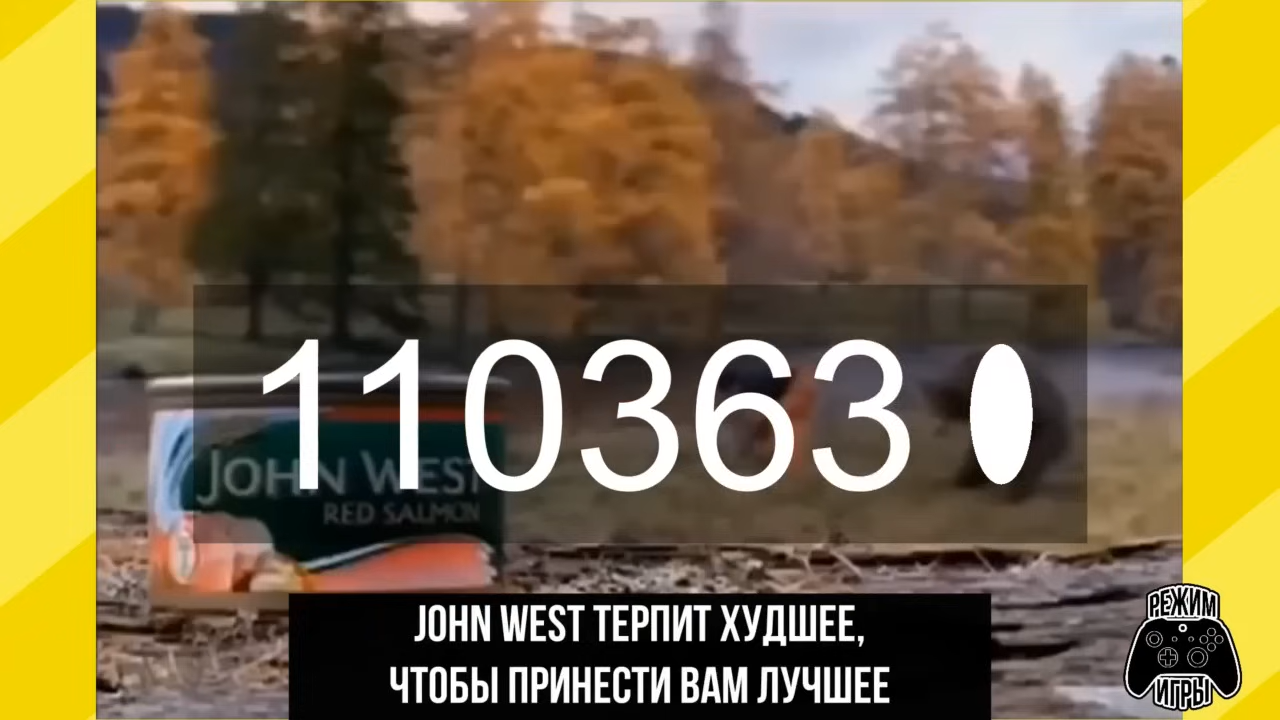 110363
JOHN WEST
RED SALMON
JOHN WEST ТЕРПИТ ХУДШЕЕ,
ЧТОБЫ ПРИНЕСТИ ВАМ ЛУЧШЕЕ
РЕЖИМ
ИГРЫ